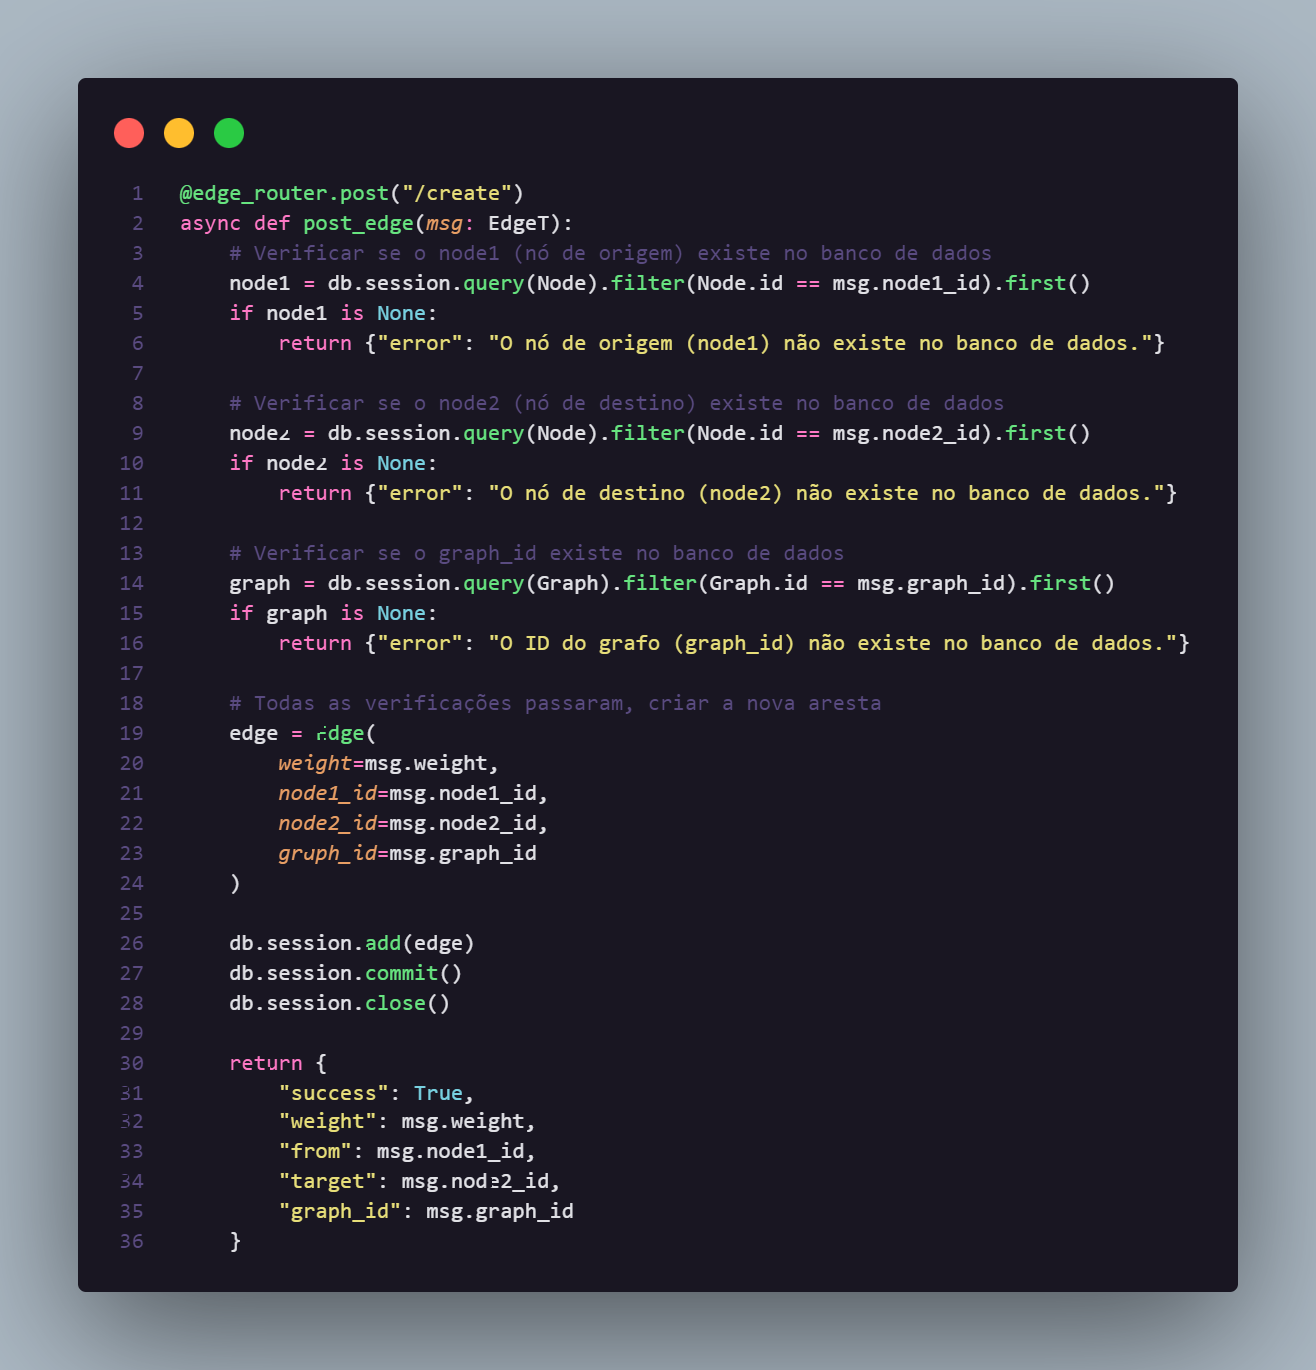 1 @edge_router.post("/create")
2 async def post_edge(msg: EdgeT):
3     # Verificar se o node1 (nó de origem) existe no banco de dados
4     node1 = db.session.query(Node).filter(Node.id == msg.node1_id).first()
5     if node1 is None:
6         return {"error": "O nó de origem (node1) não existe no banco de dados."}
7
8     # Verificar se o node2 (nó de destino) existe no banco de dados
9     node2 = db.session.query(Node).filter(Node.id == msg.node2_id).first()
10     if node2 is None:
11         return {"error": "O nó de destino (node2) não existe no banco de dados."}
12
13     # Verificar se o graph_id existe no banco de dados
14     graph = db.session.query(Graph).filter(Graph.id == msg.graph_id).first()
15     if graph is None:
16         return {"error": "O ID do grafo (graph_id) não existe no banco de dados."}
17
18     # Todas as verificações passaram, criar a nova aresta
19     edge = Edge(
20         weight=msg.weight,
21         node1_id=msg.node1_id,
22         node2_id=msg.node2_id,
23         graph_id=msg.graph_id
24     )
25
26     db.session.add(edge)
27     db.session.commit()
28     db.session.close()
29
30     return {
31         "success": True,
32         "weight": msg.weight,
33         "from": msg.node1_id,
34         "target": msg.node2_id,
35         "graph_id": msg.graph_id
36     }